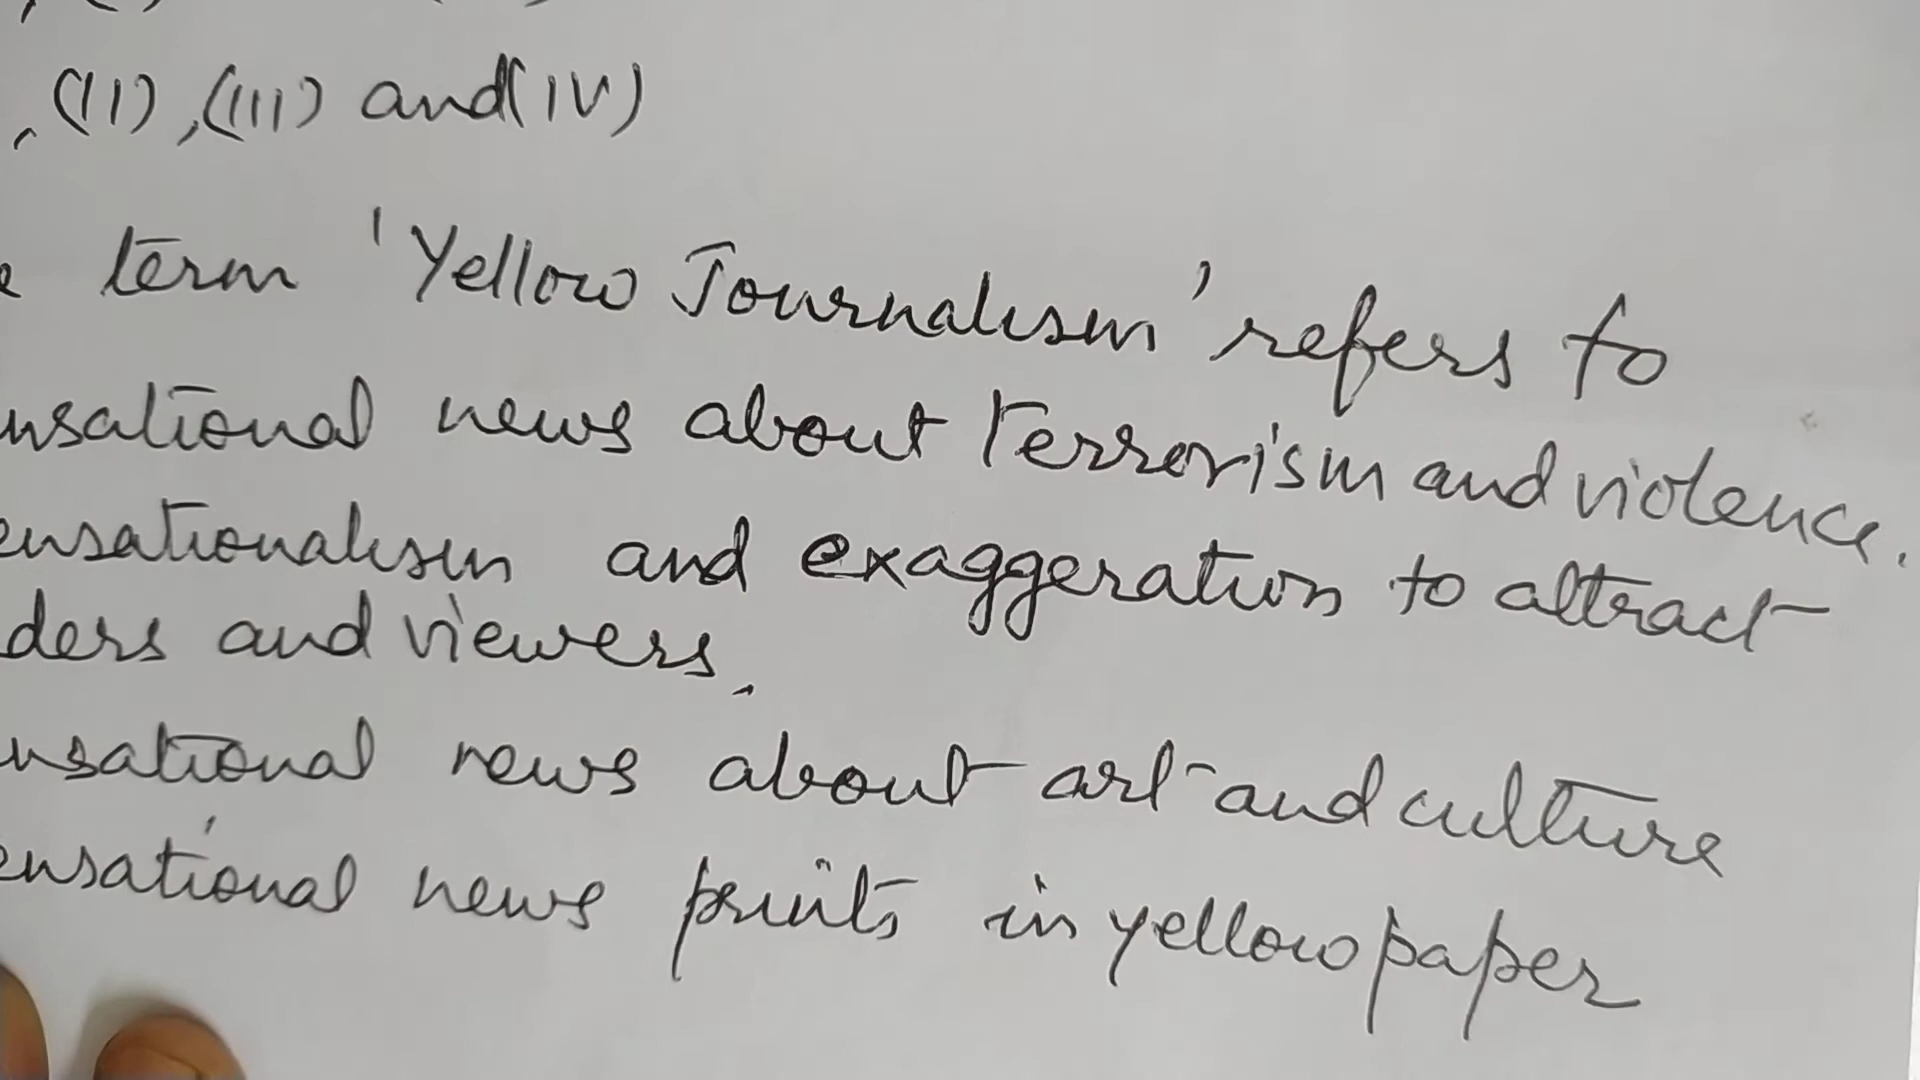 , (II), (III) and (IV)
term 'Yellow Journalism' refers to
nsational news about Terrorism and violence.
ensationalism and exaggeration to attract
ders and viewers.
nsational news about art and culture
ensational news prints in yellow paper